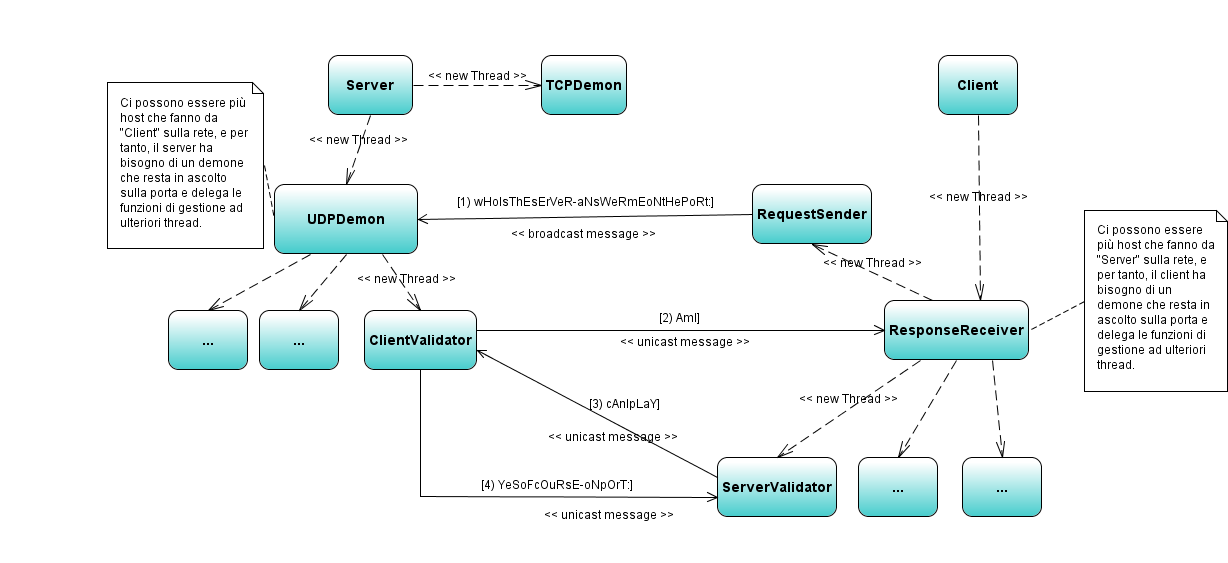 Server
<< new Thread >>
TCPDemon
Client
Ci possono essere più
host che fanno da
"Client" sulla rete, e per
tanto, il server ha
bisogno di un demone
che resta in ascolto
sulla porta e delega le
funzioni di gestione ad
ulteriori thread.
<< new Thread >>
UDPDemon
[1) wHoIsThEsErVeR-aNsWeRmEoNtHePoRt:]
<< broadcast message >>
RequestSender
<< new Thread >>
<< new Thread >>
Ci possono essere
più host che fanno da
"Server" sulla rete, e
per tanto, il client ha
bisogno di un
demone che resta in
ascolto sulla porta e
delega le funzioni di
gestione ad ulteriori
thread.
<< new Thread >>
...
...
ClientValidator
[2) AmI]
<< unicast message >>
ResponseReceiver
<< new Thread >>
[3) cAnIpLaY]
<< unicast message >>
[4) YeSoFcOuRsE-oNpOrT:]
<< unicast message >>
ServerValidator
...
...